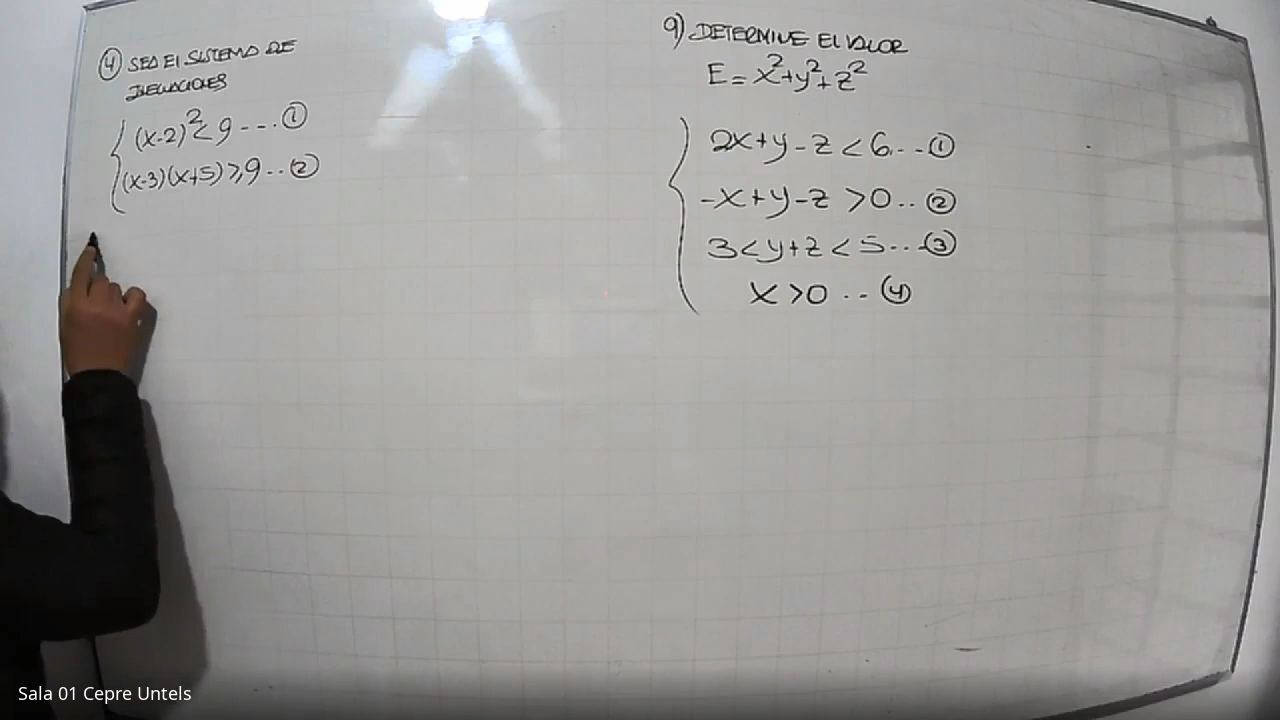 ④ SEA EL SISTEMA DE
INECUACIONES
(x-2)² < 9 --- . ①
(x-3)(x+5) ≥ 9 .. ②
9) DETERMINE EL VALOR
E = x² + y² + z²
2x + y - z < 6 .. - ①
-x + y - z > 0 .. ②
3 < y + z < 5 .. - ③
x > 0 .. ④
Sala 01 Cepre Untels